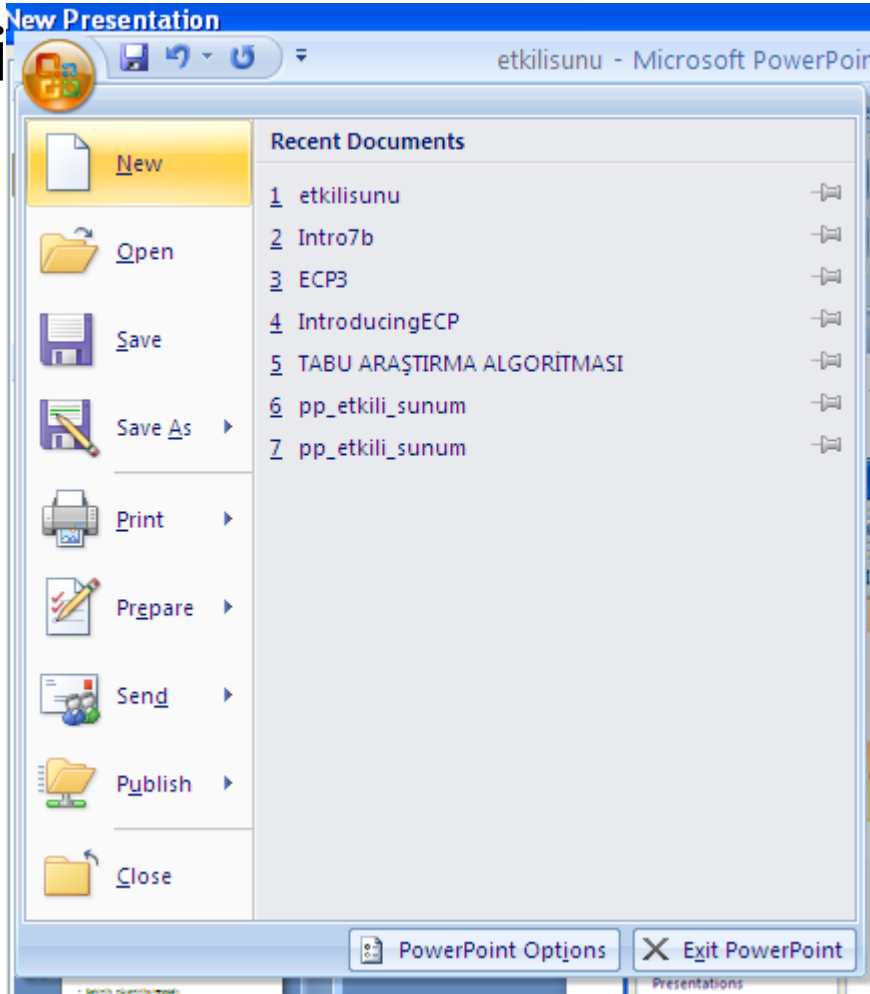 New Presentation
etkilisunu - Microsoft PowerPoin
Recent Documents
New
1 etkilisunu
2 Intro7b
Open
3 ECP3
4 IntroducingECP
Save
5 TABU ARAŞTIRMA ALGORİTMASI
6 pp_etkili_sunum
Save As
7 pp_etkili_sunum
Print
Prepare
Send
Publish
Close
PowerPoint Options
Exit PowerPoint
Presentations